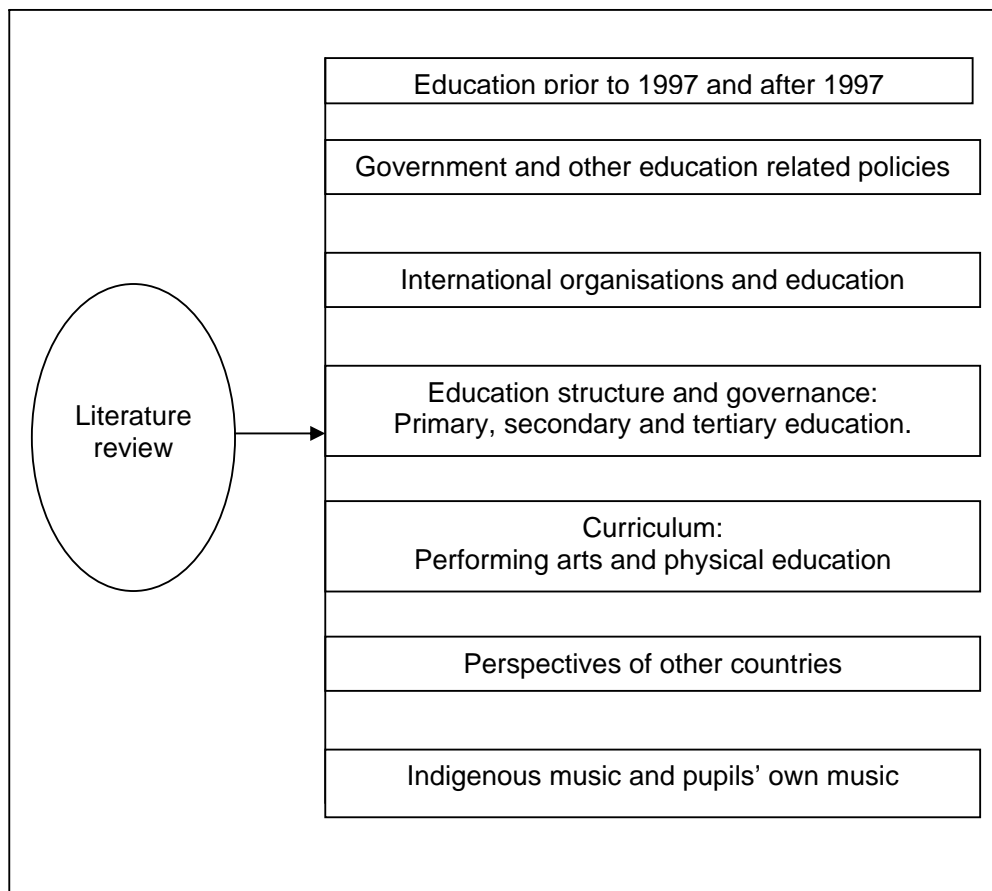 Education prior to 1997 and after 1997
Government and other education related policies
International organisations and education
Education structure and governance:
Primary, secondary and tertiary education.
Literature
review
Curriculum:
Performing arts and physical education
Perspectives of other countries
Indigenous music and pupils’ own music